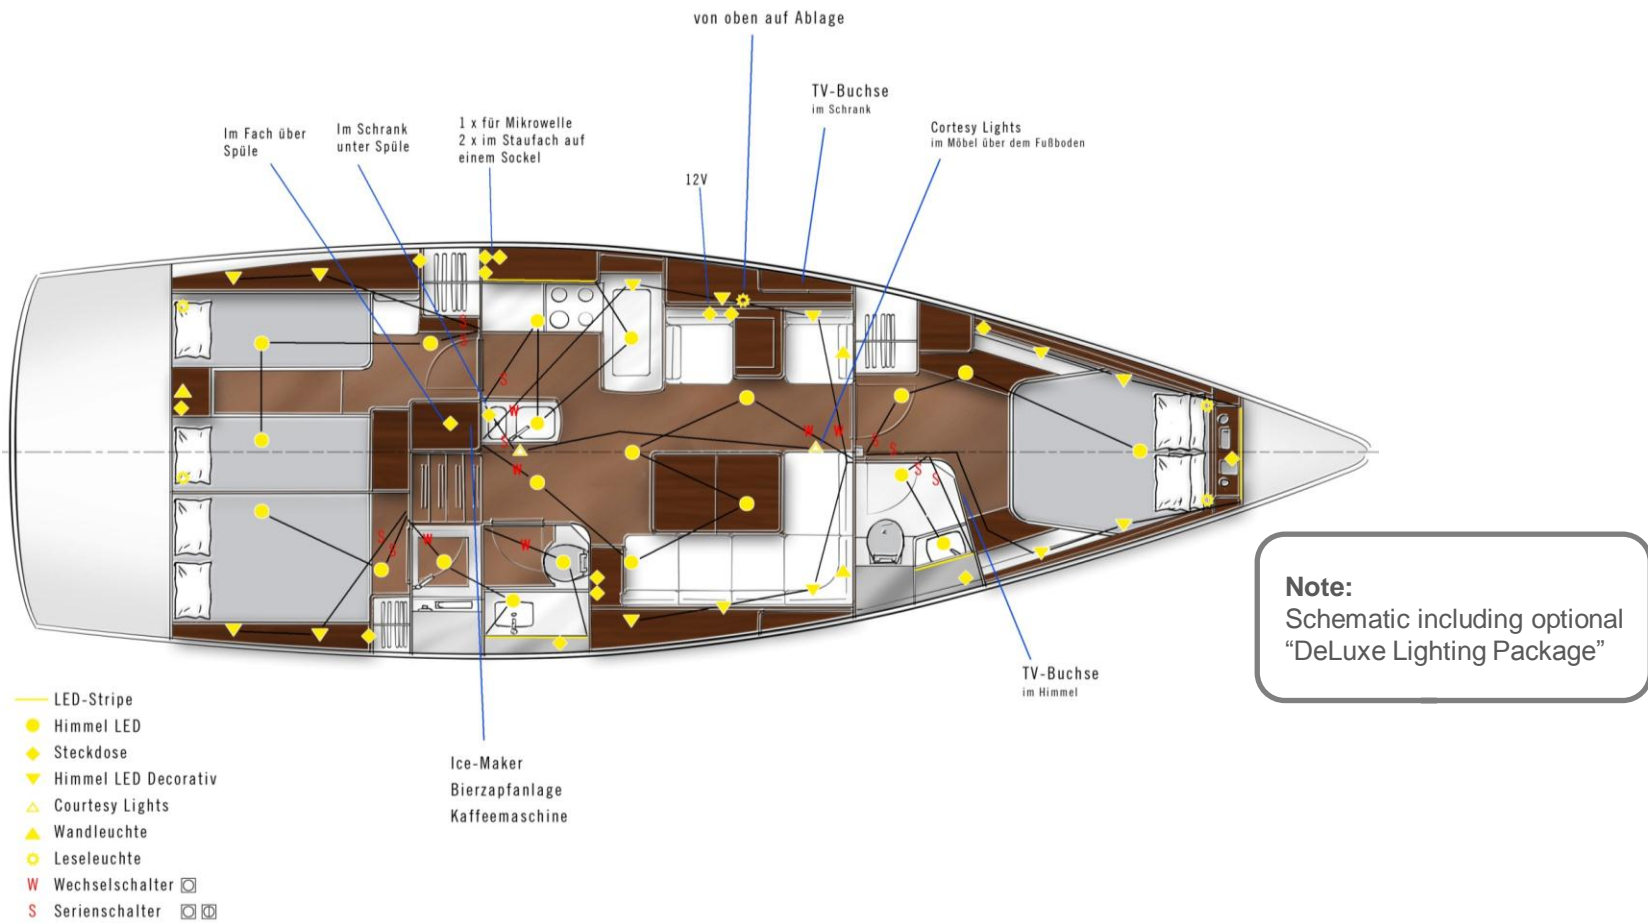 von oben auf Ablage
TV-Buchse
im Schrank
Im Fach über
Spüle
Im Schrank
unter Spüle
1 x für Mikrowelle
2 x im Staufach auf
einem Sockel
Cortesy Lights
im Möbel über dem Fußboden
12V
S
S
S
W
S
W
W
W
S
S
S
S
S
S
W
W
Note:
Schematic including optional
“DeLuxe Lighting Package”
TV-Buchse
im Himmel
LED-Stripe
Himmel LED
Steckdose
Himmel LED Decorativ
Courtesy Lights
Wandleuchte
Leseleuchte
W Wechselschalter
S Serienschalter
Ice-Maker
Bierzapfanlage
Kaffeemaschine